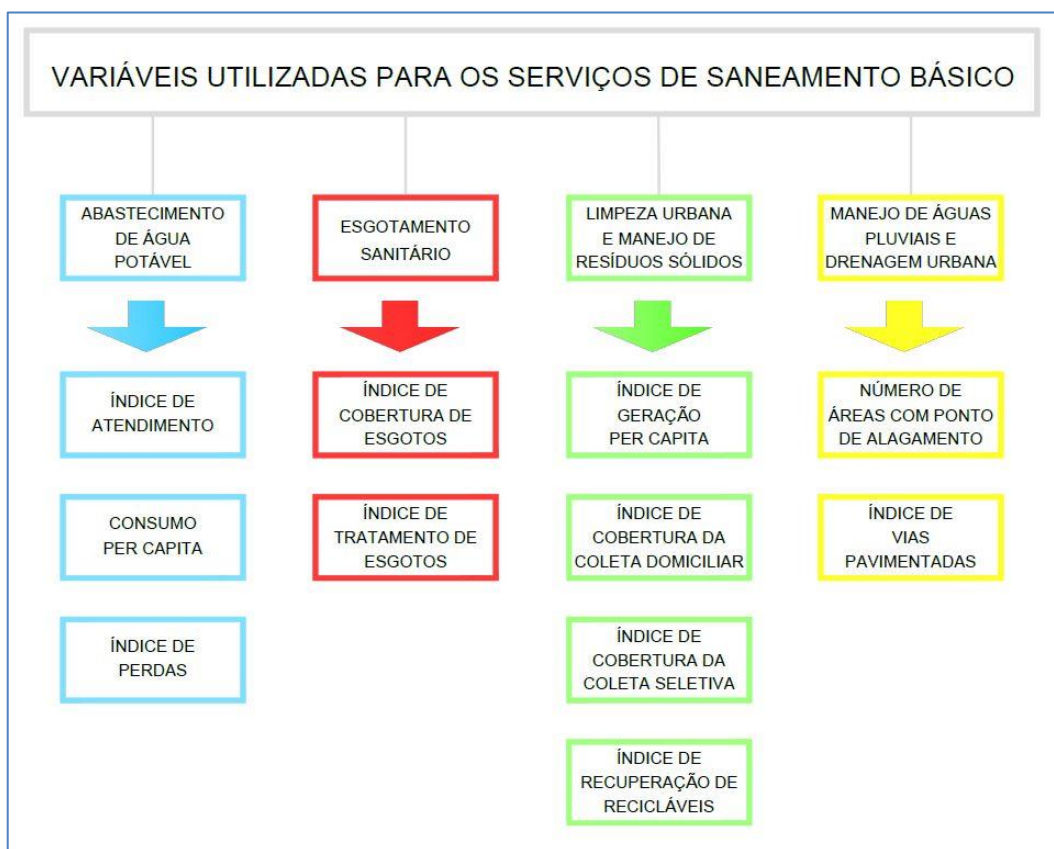 VARIÁVEIS UTILIZADAS PARA OS SERVIÇOS DE SANEAMENTO BÁSICO
ABASTECIMENTO
DE ÁGUA
POTÁVEL
ESGOTAMENTO
SANITÁRIO
LIMPEZA URBANA
E MANEJO DE
RESÍDUOS SÓLIDOS
MANEJO DE ÁGUAS
PLUVIAIS E
DRENAGEM URBANA
ÍNDICE DE
ATENDIMENTO
ÍNDICE DE
COBERTURA DE
ESGOTOS
ÍNDICE DE
GERAÇÃO
PER CAPITA
NÚMERO DE
ÁREAS COM PONTO
DE ALAGAMENTO
CONSUMO
PER CAPITA
ÍNDICE DE
TRATAMENTO DE
ESGOTOS
ÍNDICE DE
COBERTURA DA
COLETA DOMICILIAR
ÍNDICE DE
VIAS
PAVIMENTADAS
ÍNDICE DE
PERDAS
ÍNDICE DE
COBERTURA DA
COLETA SELETIVA
ÍNDICE DE
RECUPERAÇÃO DE
RECICLÁVEIS